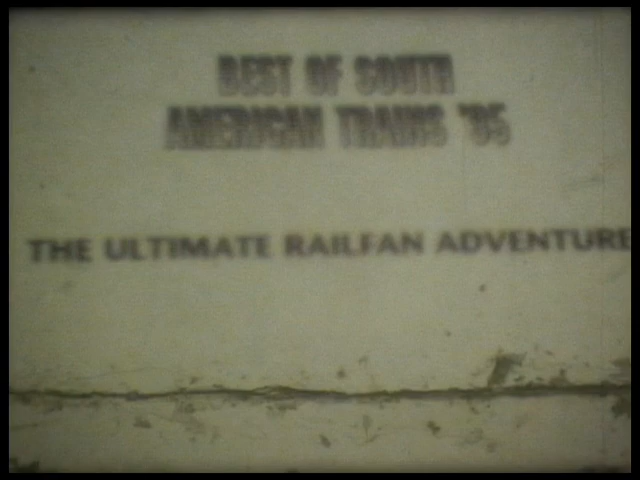 BEST OF SOUTH
AMERICAN TRAINS '95
THE ULTIMATE RAILFAN ADVENTURE